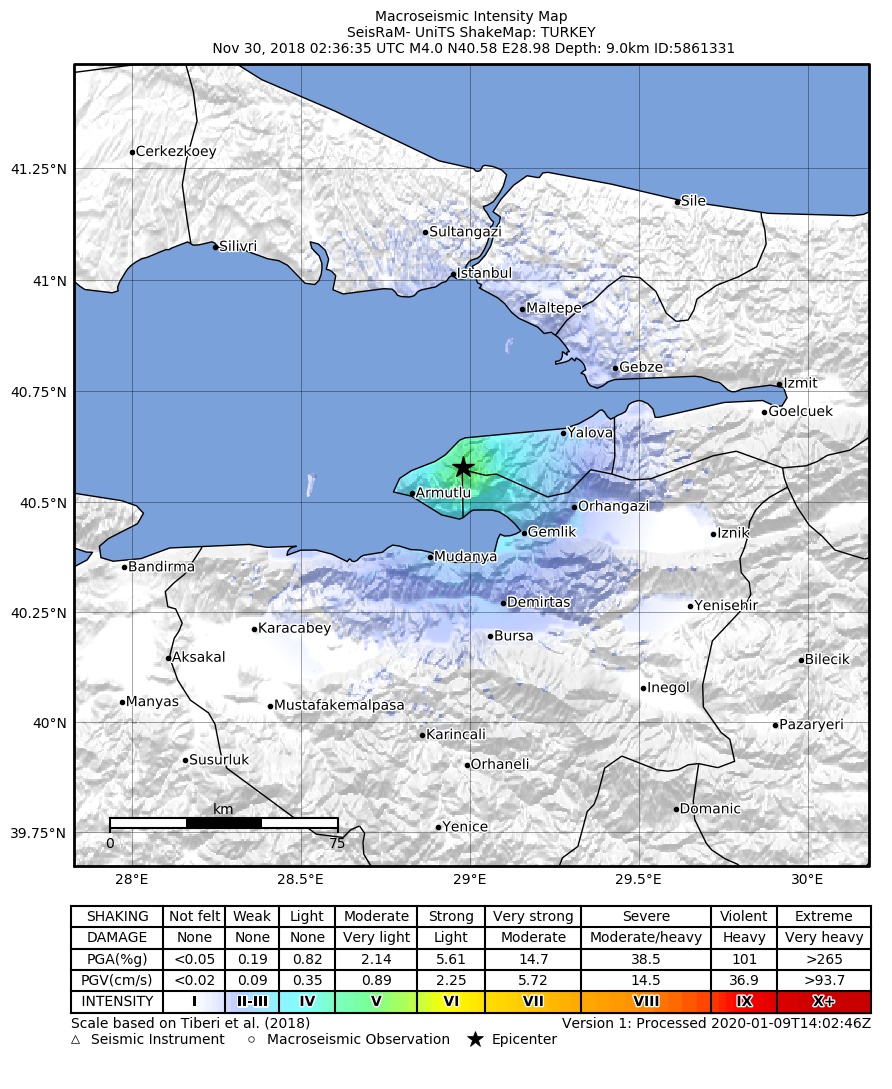 Macroseismic Intensity Map
SeisRaM- UniTS ShakeMap: TURKEY
Nov 30, 2018 02:36:35 UTC M4.0 N40.58 E28.98 Depth: 9.0km ID:5861331
Cerkezkoey
41.25°N
Sile
Sultangazi
Silivri
Istanbul
41°N
Maltepe
Gebze
Izmit
40.75°N
Goelcuek
Yalova
Armutlu
40.5°N
Orhangazi
Gemlik
Iznik
Mudanya
Bandirma
Demirtas
Yenisehir
40.25°N
Karacabey
Bursa
Aksakal
Bilecik
Inegol
Manyas
Mustafakemalpasa
40°N
Pazaryeri
Karincali
Susurluk
Orhaneli
km
Domanic
Yenice
39.75°N
0 75
28°E 28.5°E 29°E 29.5°E 30°E
SHAKING Not felt Weak Light Moderate Strong Very strong Severe Violent Extreme
DAMAGE None None None Very light Light Moderate Moderate/heavy Heavy Very heavy
PGA(%g) <0.05 0.19 0.82 2.14 5.61 14.7 38.5 101 >265
PGV(cm/s) <0.02 0.09 0.35 0.89 2.25 5.72 14.5 36.9 >93.7
INTENSITY I II-III IV V VI VII VIII IX X+
Scale based on Tiberi et al. (2018) Version 1: Processed 2020-01-09T14:02:46Z
Seismic Instrument Macroseismic Observation Epicenter